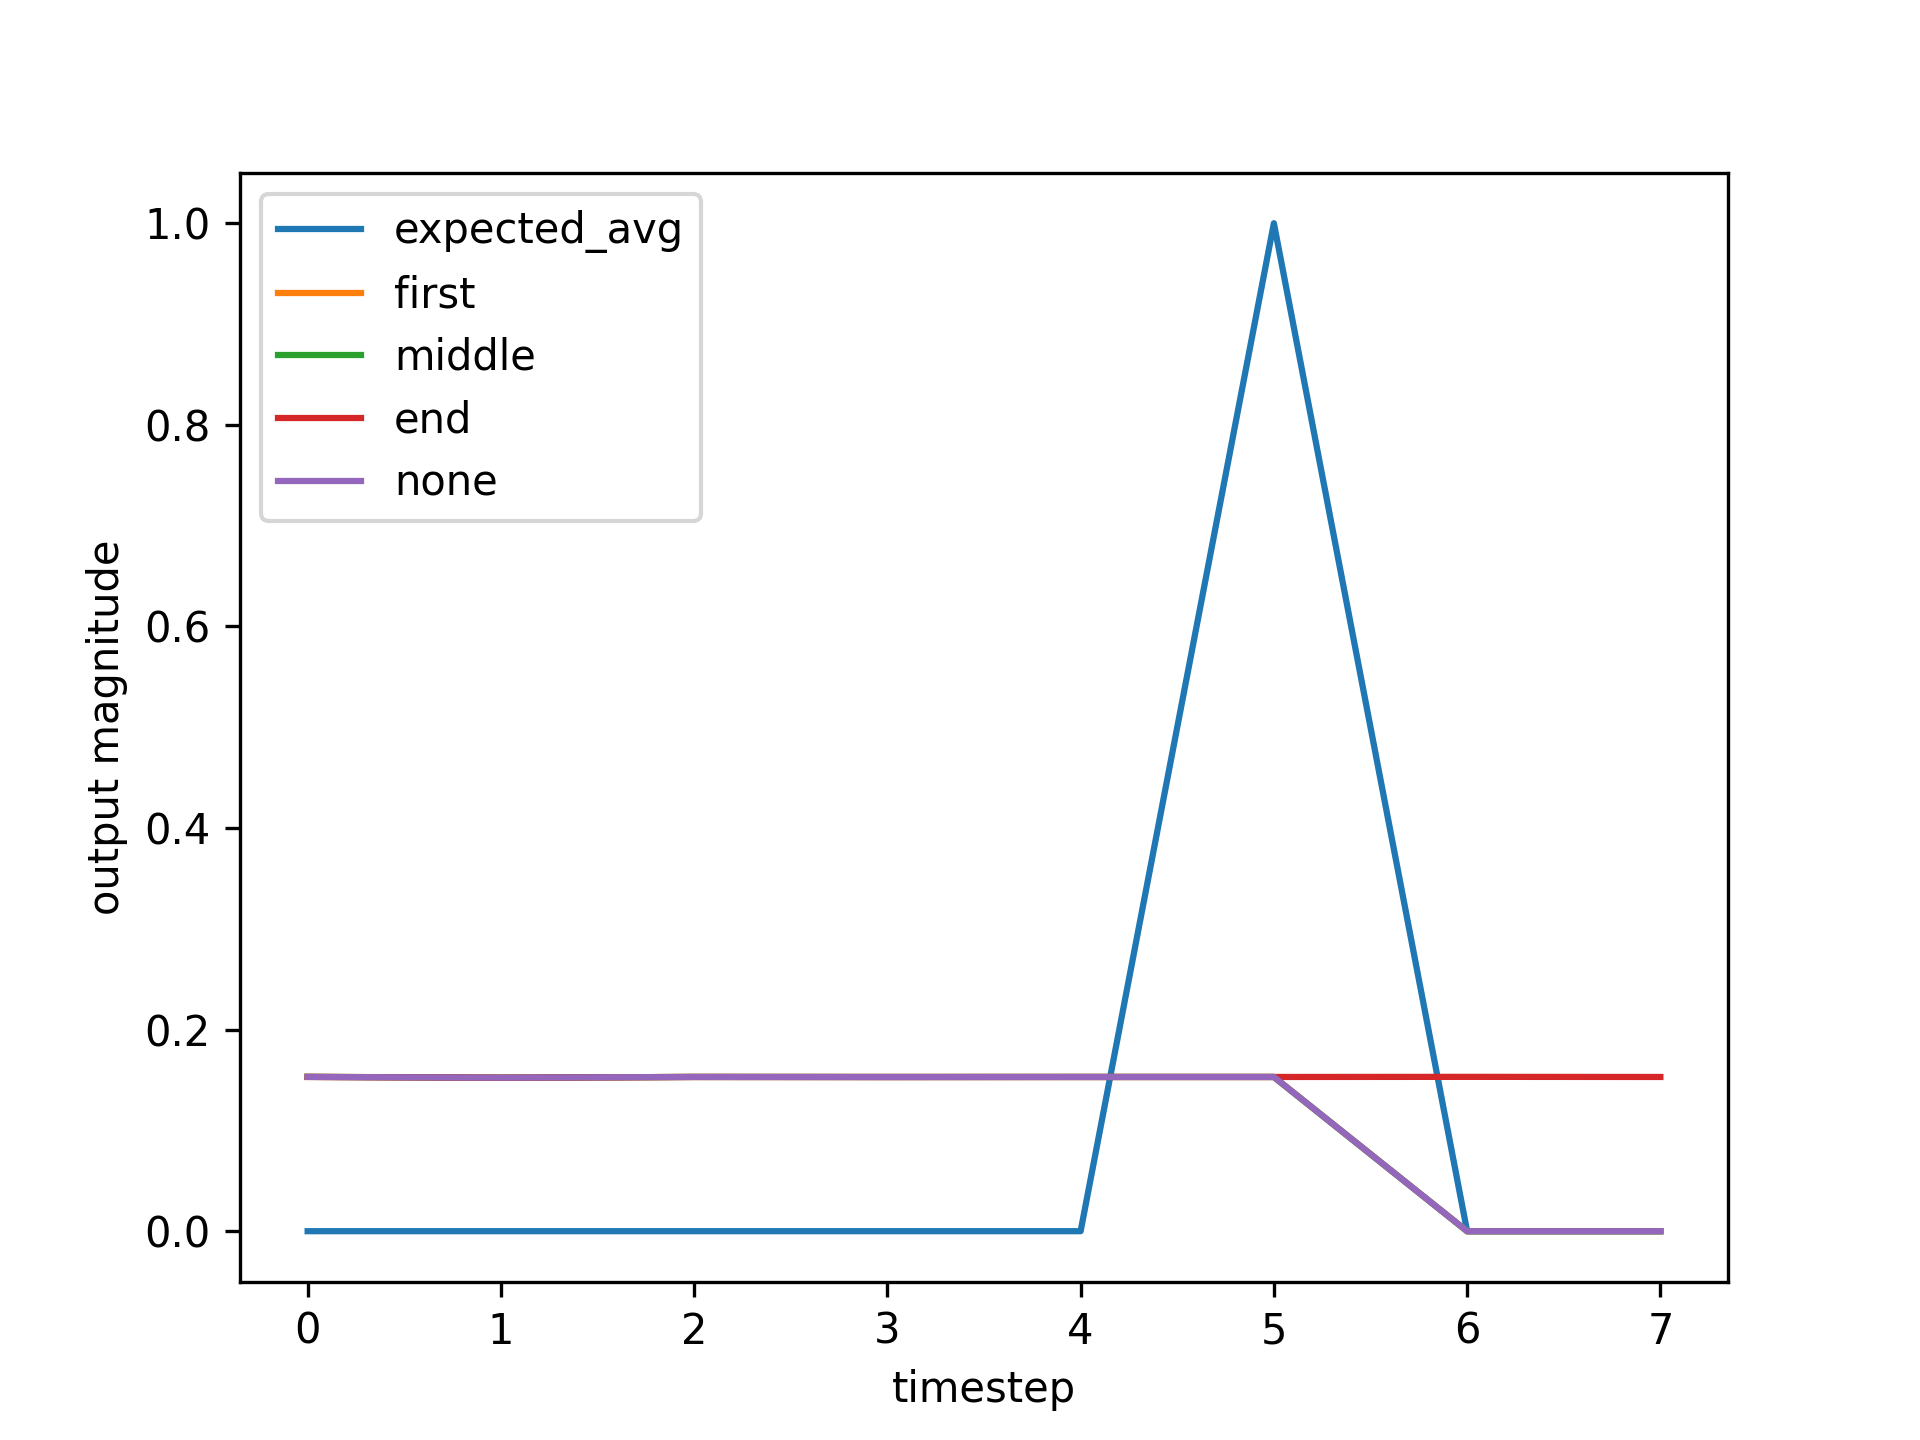 expected_avg
first
middle
end
none
output magnitude
1.0
0.8
0.6
0.4
0.2
0.0
0 1 2 3 4 5 6 7
timestep